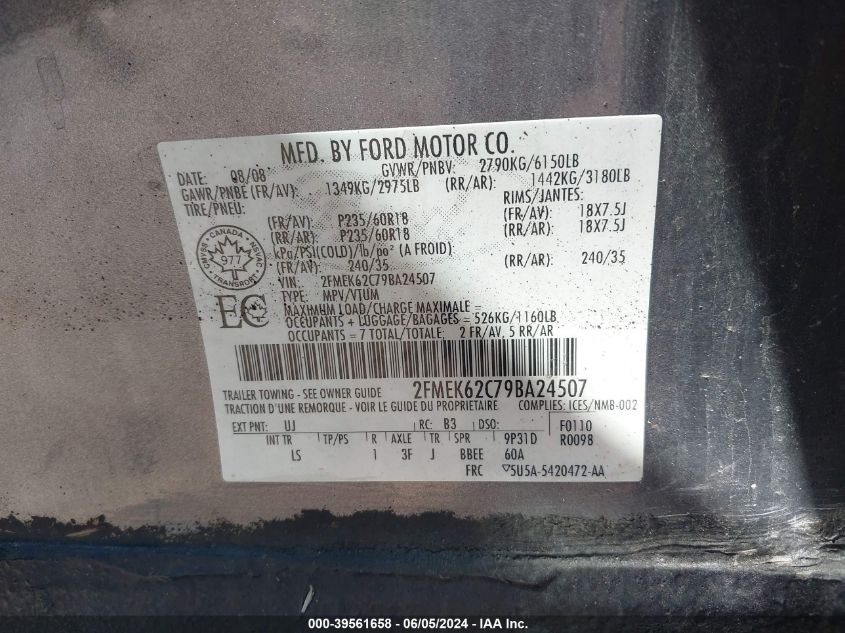 MFD. BY FORD MOTOR CO.
DATE: 08/08 GVWR/PNBV: 2790KG/6150LB
GAWR/PNBE (FR/AV): 1349KG/2975LB (RR/AR): 1442KG/3180LB
TIRE/PNEU: RIMS/JANTES:
(FR/AV): P235/60R18 (FR/AV): 18X7.5J
(RR/AR): P235/60R18 (RR/AR): 18X7.5J
kPa/PSI(COLD)/lb/po² (A FROID)
(FR/AV): 240/35 (RR/AR): 240/35
VIN: 2FMEK62C79BA24507
TYPE: MPV/VTUM
MAXIMUM LOAD/CHARGE MAXIMALE =
OCCUPANTS + LUGGAGE/BAGAGES = 526KG/1160LB
OCCUPANTS = 7 TOTAL/TOTALE: 2 FR/AV, 5 RR/AR
CMVSS CANADA NSVAC
977
TRANSPORT
EC
TRAILER TOWING - SEE OWNER GUIDE 2FMEK62C79BA24507
TRACTION D'UNE REMORQUE - VOIR LE GUIDE DU PROPRIETAIRE COMPLIES: ICES/NMB-002
EXT PNT: UJ RC: B3 DSO: F0110
INT TR TP/PS R AXLE TR SPR 9P31D R0098
LS 1 3F J BBEE 60A
FRC 5U5A-5420472-AA
000-39561658 - 06/05/2024 - IAA Inc.